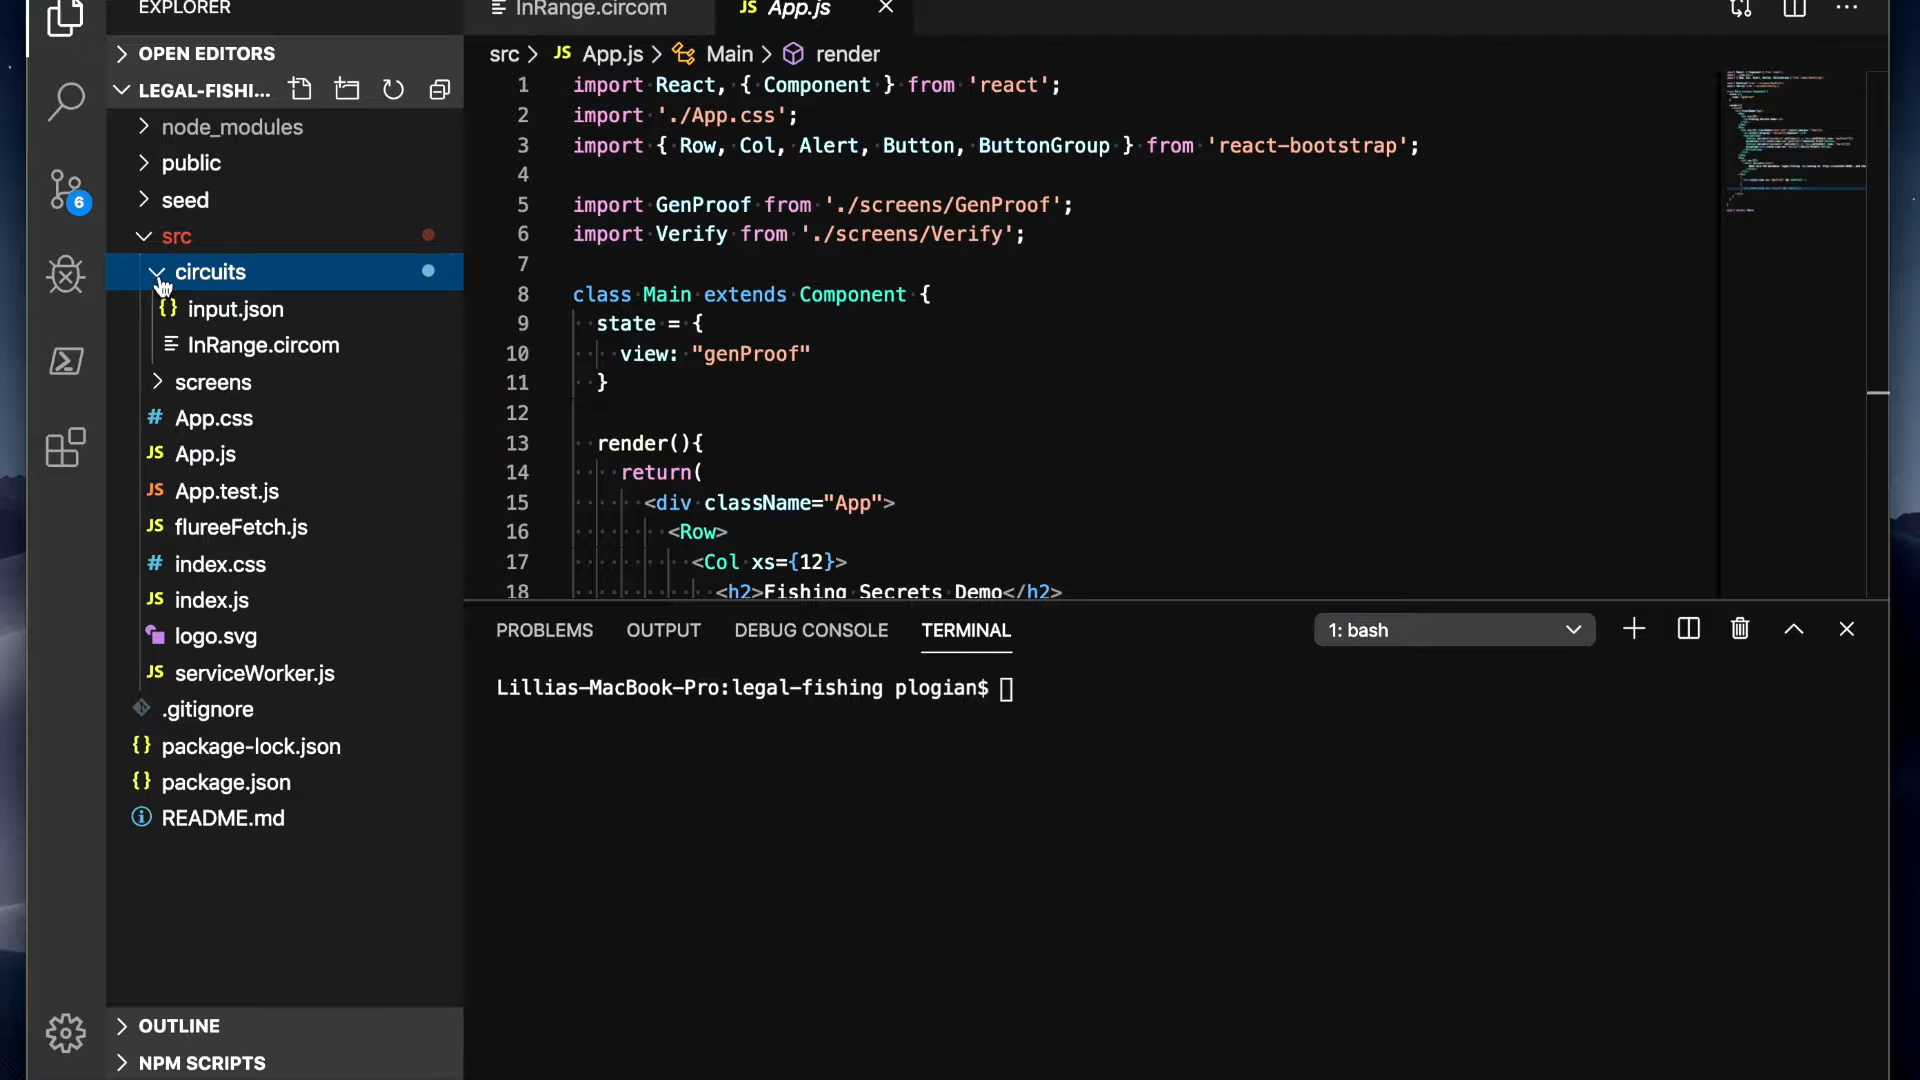 EXPLORER
OPEN EDITORS
LEGAL-FISHI...
node_modules
public
seed
src
circuits
input.json
InRange.circom
screens
App.css
App.js
App.test.js
flureeFetch.js
index.css
index.js
logo.svg
serviceWorker.js
.gitignore
package-lock.json
package.json
README.md
OUTLINE
NPM SCRIPTS
6
InRange.circom
JS App.js
src > JS App.js > Main > render
1 import React, { Component } from 'react';
2 import './App.css';
3 import { Row, Col, Alert, Button, ButtonGroup } from 'react-bootstrap';
4
5 import GenProof from './screens/GenProof';
6 import Verify from './screens/Verify';
7
8 class Main extends Component {
9 state = {
10 view: "genProof"
11 }
12
13 render(){
14 return(
15 <div className="App">
16 <Row>
17 <Col xs={12}>
18 <h2>Fishing Secrets Demo</h2>
PROBLEMS OUTPUT DEBUG CONSOLE TERMINAL
1: bash
Lillias-MacBook-Pro:legal-fishing plogian$